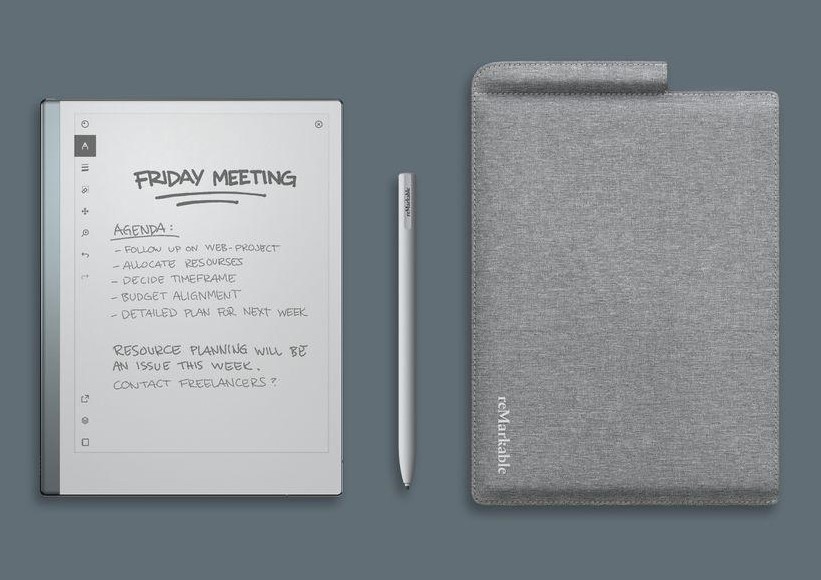 FRIDAY MEETING
AGENDA:
- FOLLOW UP ON WEB-PROJECT
- ALLOCATE RESOURSES
- DECIDE TIMEFRAME
- BUDGET ALIGNMENT
- DETAILED PLAN FOR NEXT WEEK
RESOURCE PLANNING WILL BE
AN ISSUE THIS WEEK.
CONTACT FREELANCERS?
reMarkable
reMarkable